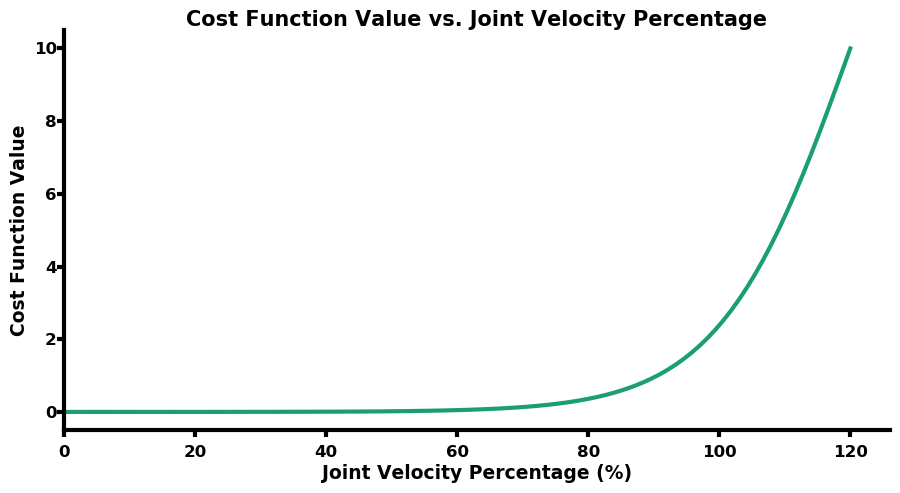 Cost Function Value vs. Joint Velocity Percentage
10
8
6
4
2
0
Cost Function Value
0 20 40 60 80 100 120
Joint Velocity Percentage (%)